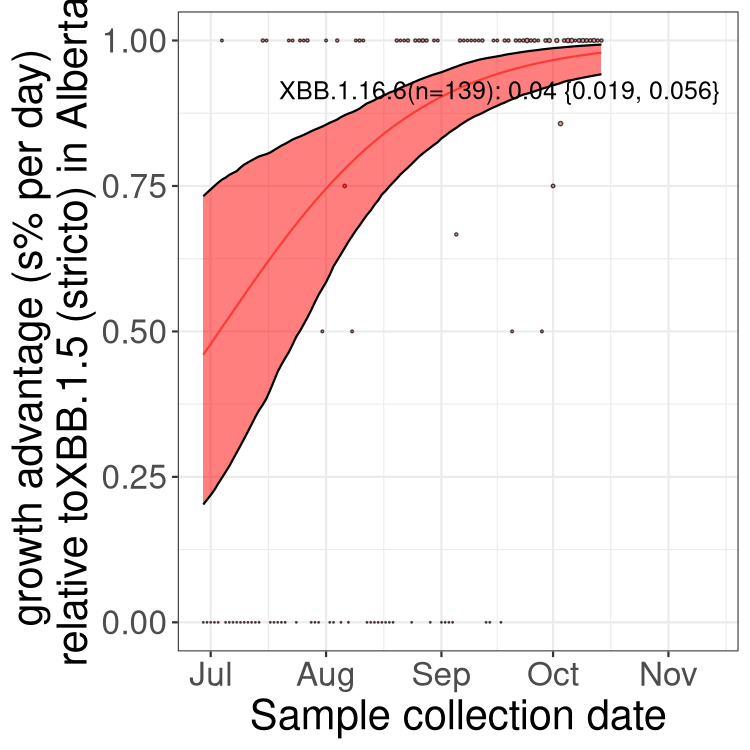 growth advantage (s% per day)
relative toXBB.1.5 (stricto) in Alberta
1.00
0.75
0.50
0.25
0.00
XBB.1.16.6(n=139): 0.04 {0.019, 0.056}
Jul Aug Sep Oct Nov
Sample collection date